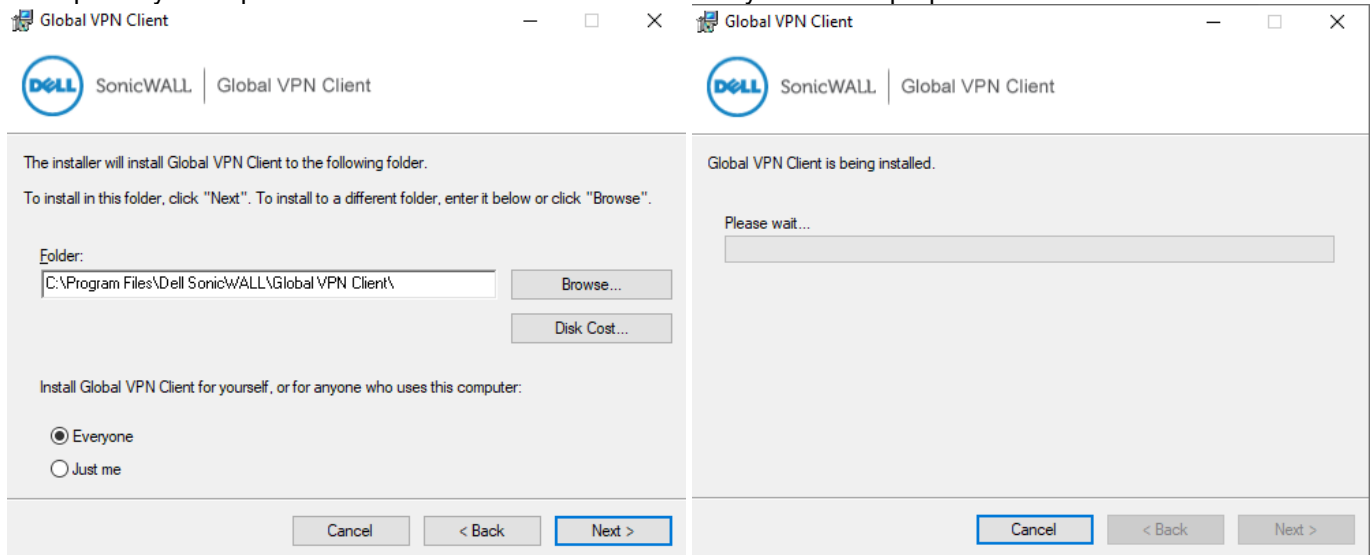 Global VPN Client
DELL SonicWALL Global VPN Client
The installer will install Global VPN Client to the following folder.
To install in this folder, click "Next". To install to a different folder, enter it below or click "Browse".
Folder:
C:\Program Files\Dell SonicWALL\Global VPN Client\
Browse...
Disk Cost...
Install Global VPN Client for yourself, or for anyone who uses this computer:
Everyone
Just me
Cancel < Back Next >
Global VPN Client
DELL SonicWALL Global VPN Client
Global VPN Client is being installed.
Please wait...
Cancel < Back Next >